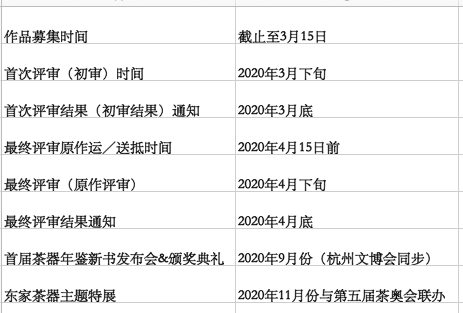 作品募集时间 截止至3月15日
首次评审（初审）时间 2020年3月下旬
首次评审结果（初审结果）通知 2020年3月底
最终评审原作运／送抵时间 2020年4月15日前
最终评审（原作评审） 2020年4月下旬
最终评审结果通知 2020年4月底
首届茶器年鉴新书发布会&颁奖典礼 2020年9月份（杭州文博会同步）
东家茶器主题特展 2020年11月份与第五届茶奥会联办